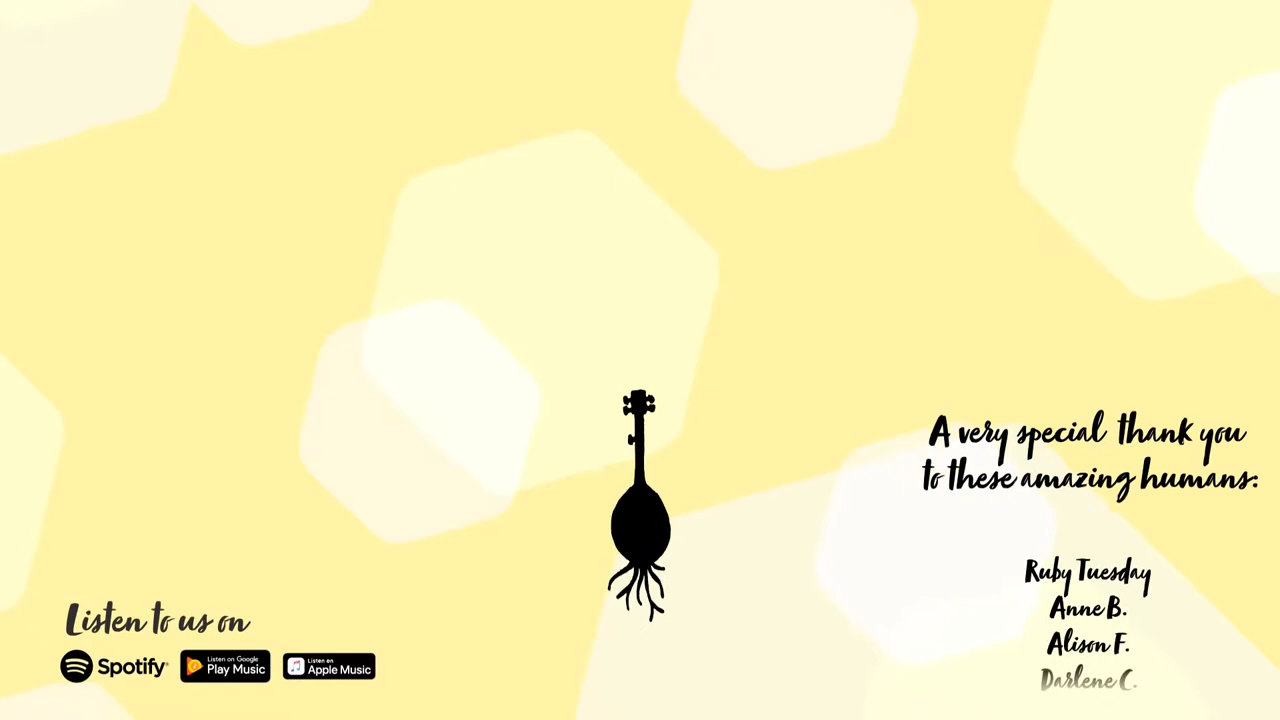 A very special thank you
to these amazing humans:
Ruby Tuesday
Anne B.
Alison F.
Darlene C.
Listen to us on
Spotify
Listen on Google
Play Music
Listen on
Apple Music